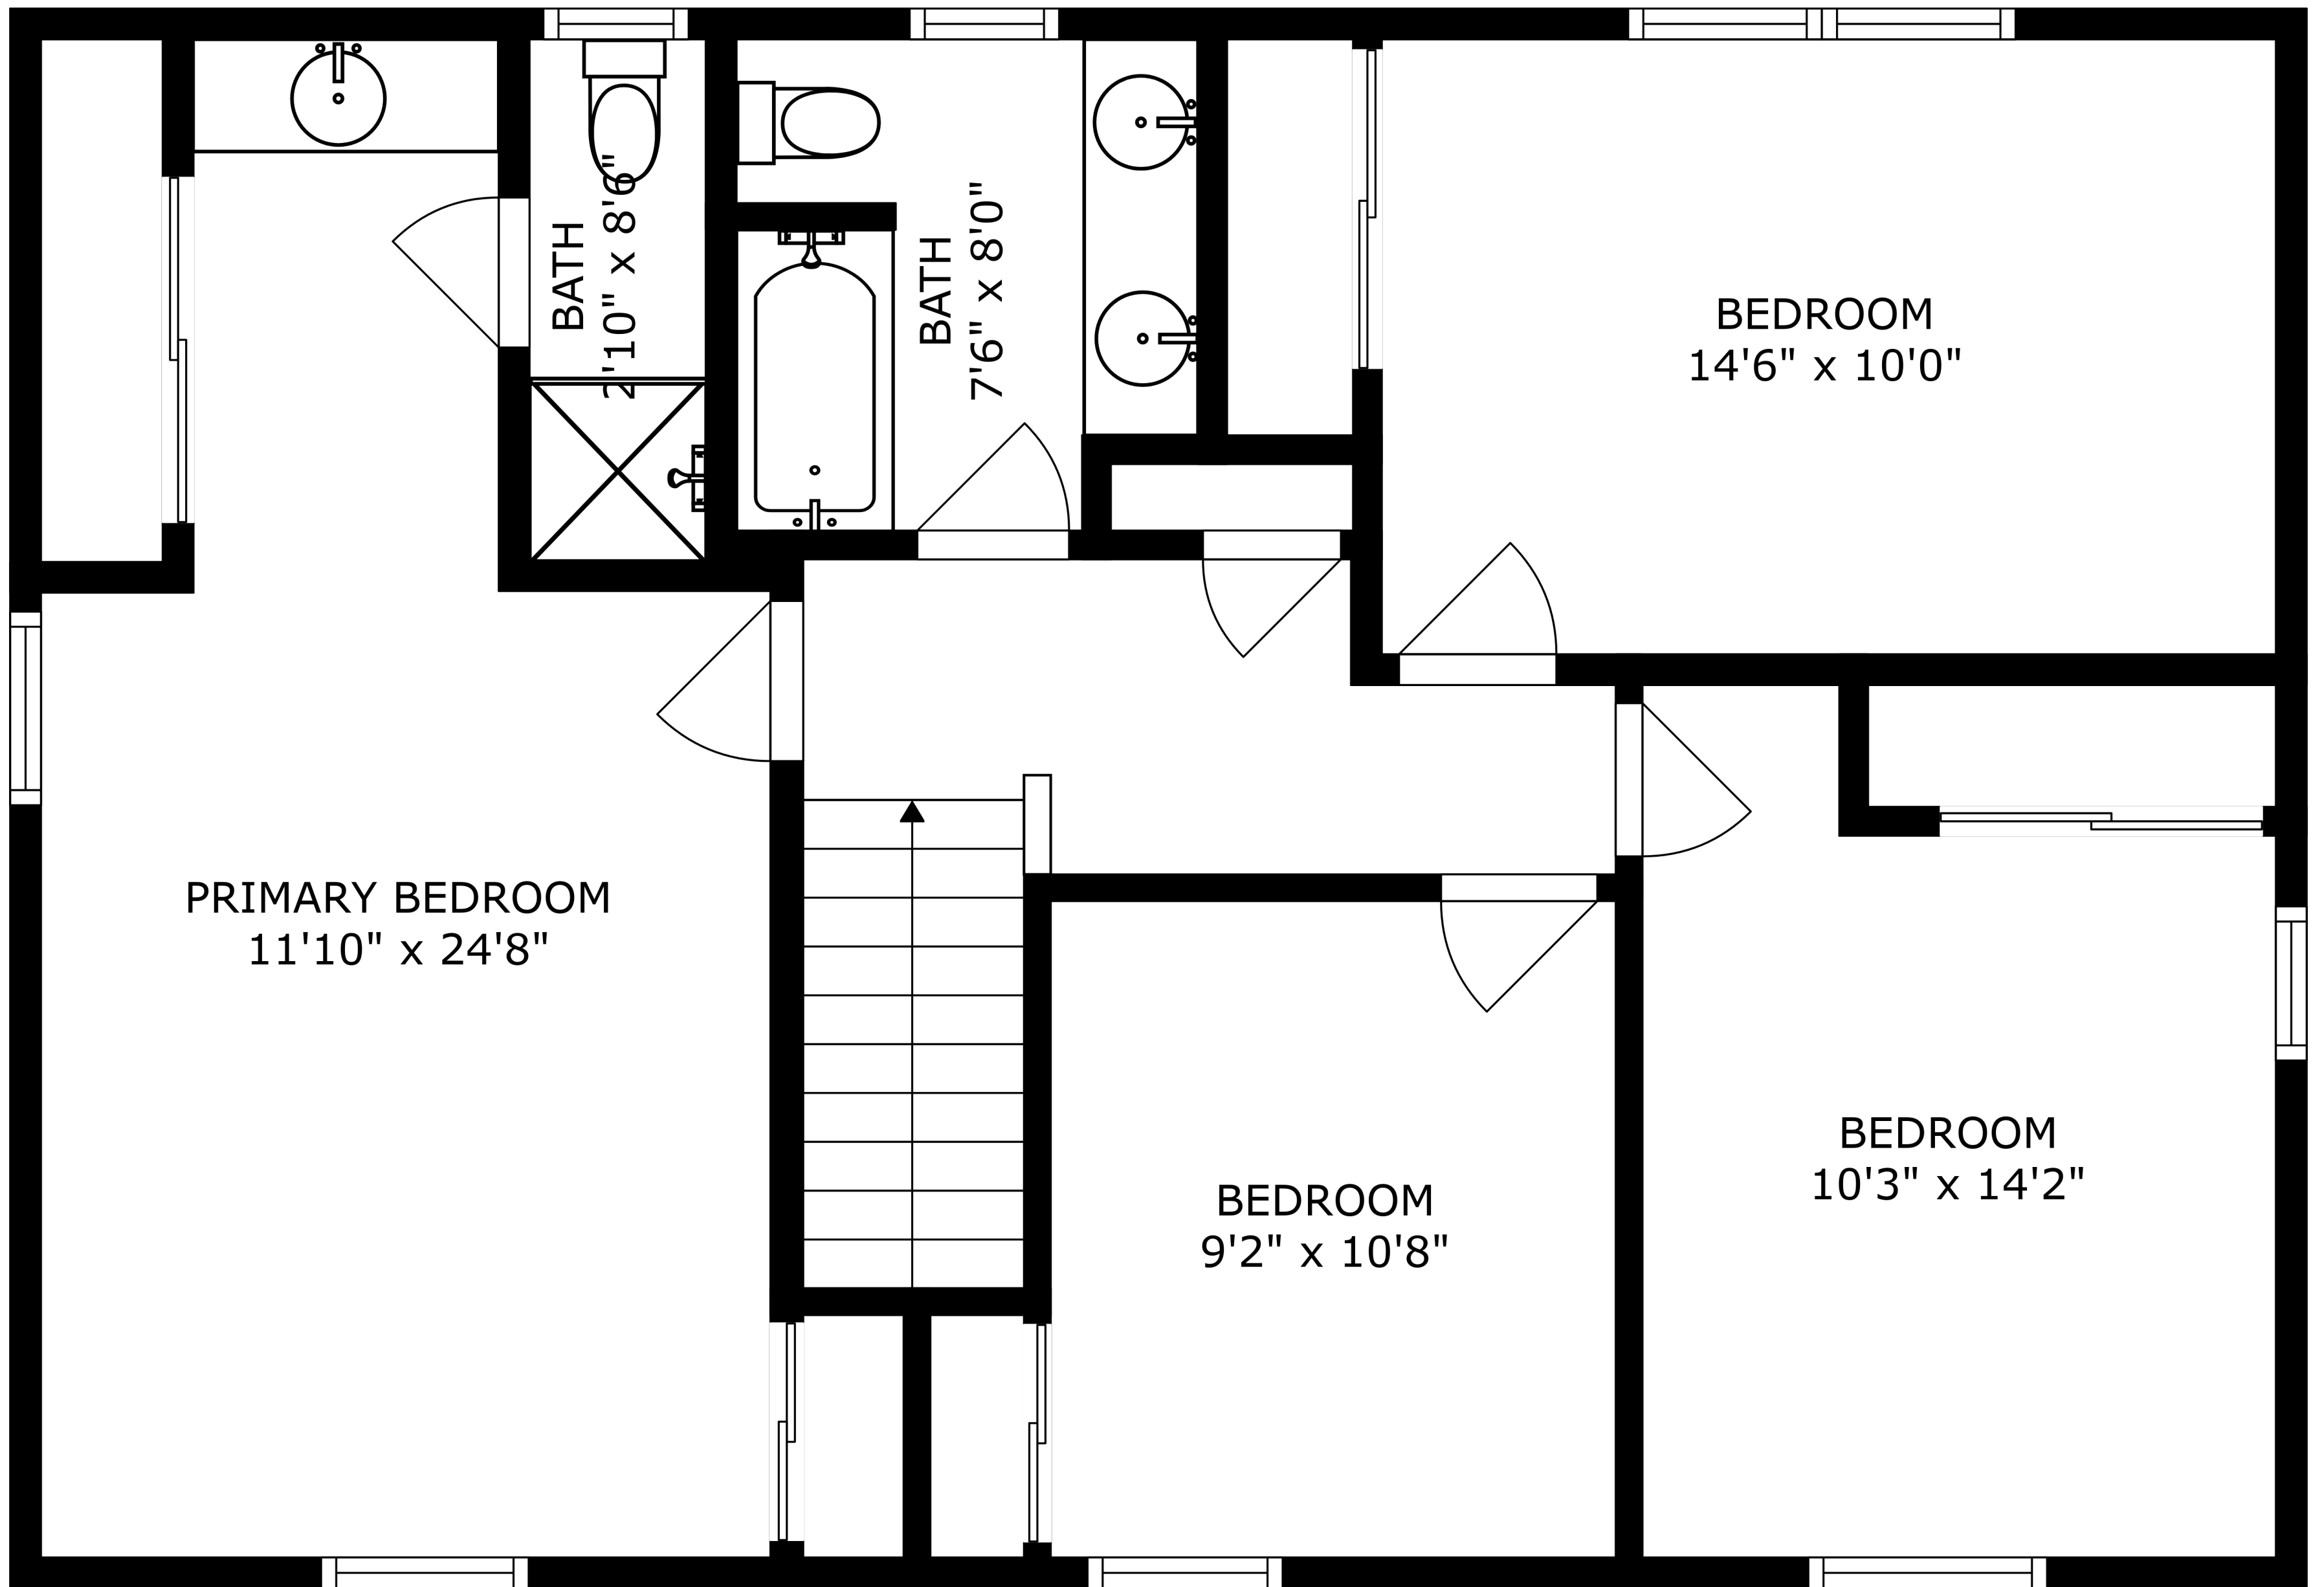 BATH
2'10" x 8'6"
BATH
7'6" x 8'0"
BEDROOM
14'6" x 10'0"
PRIMARY BEDROOM
11'10" x 24'8"
BEDROOM
9'2" x 10'8"
BEDROOM
10'3" x 14'2"